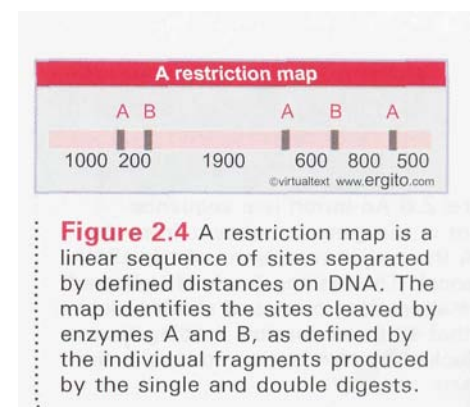 A restriction map
A B A B A
1000 200 1900 600 800 500
©virtualtext www.ergito.com
Figure 2.4 A restriction map is a
linear sequence of sites separated
by defined distances on DNA. The
map identifies the sites cleaved by
enzymes A and B, as defined by
the individual fragments produced
by the single and double digests.